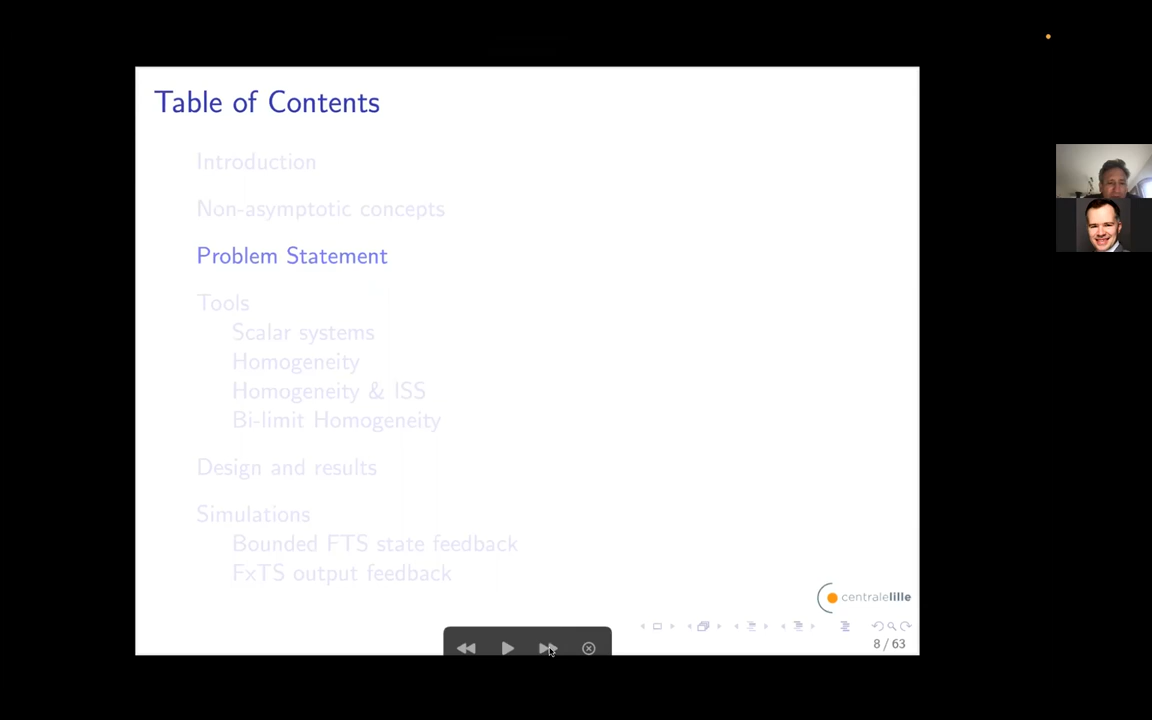 Table of Contents
Introduction
Non-asymptotic concepts
Problem Statement
Tools
Scalar systems
Homogeneity
Homogeneity & ISS
Bi-limit Homogeneity
Design and results
Simulations
Bounded FTS state feedback
FxTS output feedback
centralelille
8 / 63